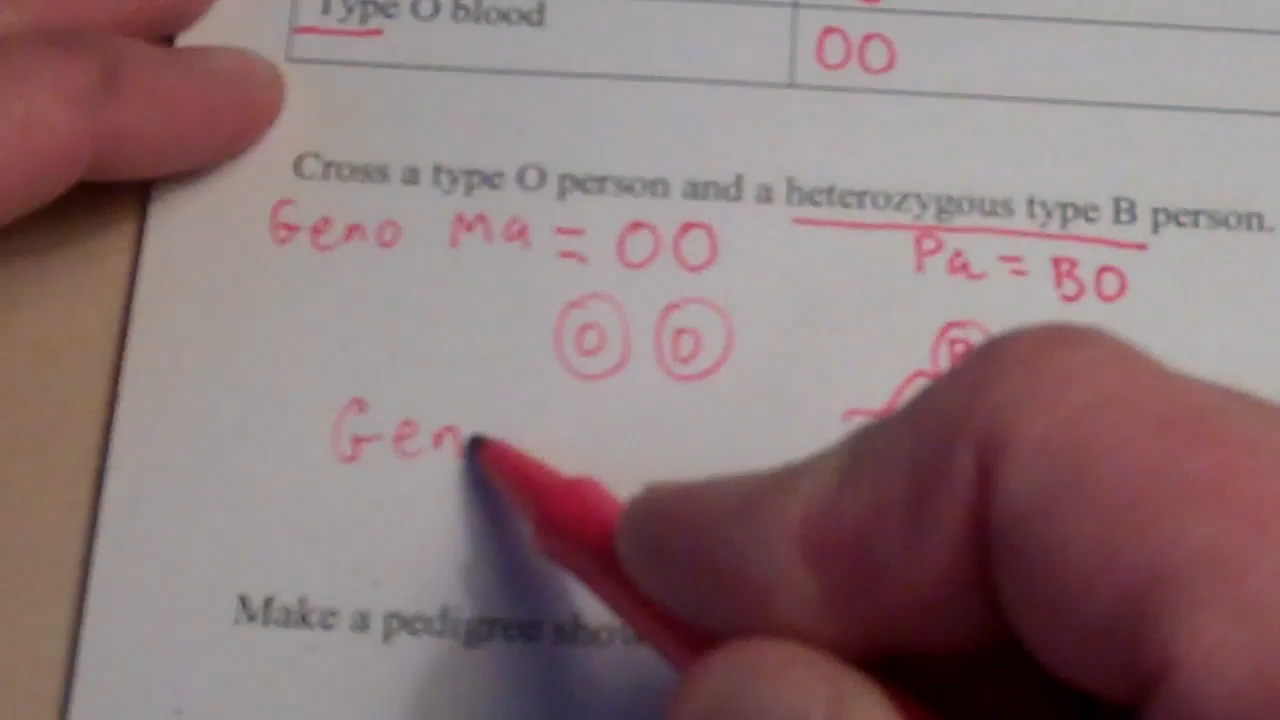 Type O blood
OO
Cross a type O person and a heterozygous type B person.
Geno Ma = OO
Pa = BO
O O
B
Gen
Make a pedigree